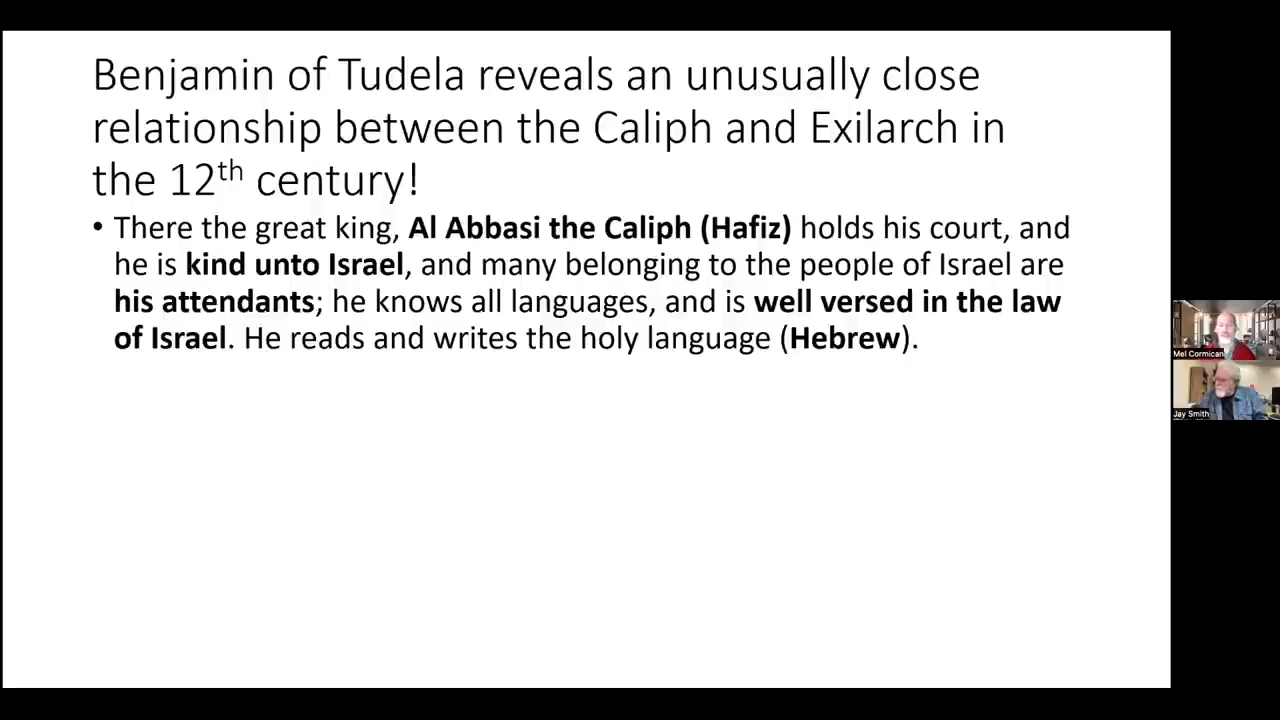 Benjamin of Tudela reveals an unusually close
relationship between the Caliph and Exilarch in
the 12th century!
• There the great king, Al Abbasi the Caliph (Hafiz) holds his court, and
he is kind unto Israel, and many belonging to the people of Israel are
his attendants; he knows all languages, and is well versed in the law
of Israel. He reads and writes the holy language (Hebrew).
Mel Cormican
Jay Smith